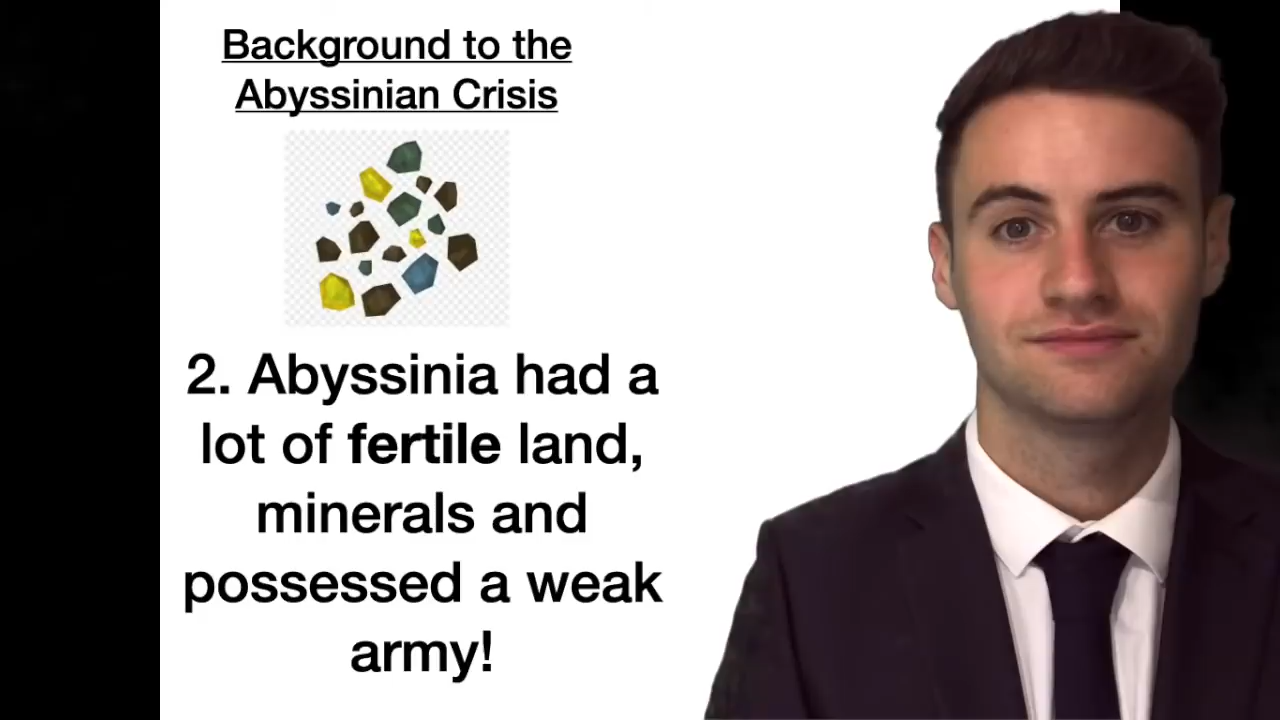 Background to the
Abyssinian Crisis
2. Abyssinia had a
lot of fertile land,
minerals and
possessed a weak
army!